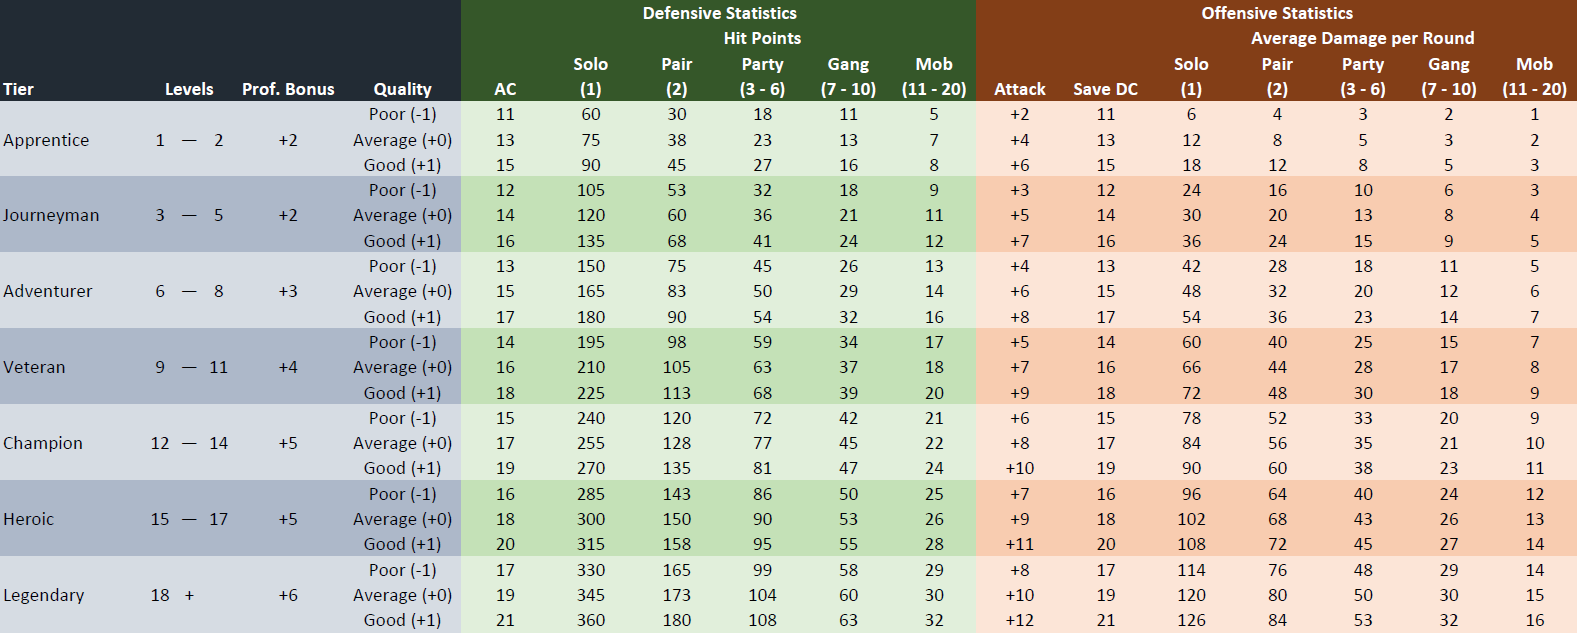 Defensive Statistics Offensive Statistics
Hit Points Average Damage per Round
Solo Pair Party Gang Mob Solo Pair Party Gang Mob
Tier Levels Prof. Bonus Quality AC (1) (2) (3 - 6) (7 - 10) (11 - 20) Attack Save DC (1) (2) (3 - 6) (7 - 10) (11 - 20)
Poor (-1) 11 60 30 18 11 5 +2 11 6 4 3 2 1
Apprentice 1 — 2 +2 Average (+0) 13 75 38 23 13 7 +4 13 12 8 5 3 2
Good (+1) 15 90 45 27 16 8 +6 15 18 12 8 5 3
Poor (-1) 12 105 53 32 18 9 +3 12 24 16 10 6 3
Journeyman 3 — 5 +2 Average (+0) 14 120 60 36 21 11 +5 14 30 20 13 8 4
Good (+1) 16 135 68 41 24 12 +7 16 36 24 15 9 5
Poor (-1) 13 150 75 45 26 13 +4 13 42 28 18 11 5
Adventurer 6 — 8 +3 Average (+0) 15 165 83 50 29 14 +6 15 48 32 20 12 6
Good (+1) 17 180 90 54 32 16 +8 17 54 36 23 14 7
Poor (-1) 14 195 98 59 34 17 +5 14 60 40 25 15 7
Veteran 9 — 11 +4 Average (+0) 16 210 105 63 37 18 +7 16 66 44 28 17 8
Good (+1) 18 225 113 68 39 20 +9 18 72 48 30 18 9
Poor (-1) 15 240 120 72 42 21 +6 15 78 52 33 20 9
Champion 12 — 14 +5 Average (+0) 17 255 128 77 45 22 +8 17 84 56 35 21 10
Good (+1) 19 270 135 81 47 24 +10 19 90 60 38 23 11
Poor (-1) 16 285 143 86 50 25 +7 16 96 64 40 24 12
Heroic 15 — 17 +5 Average (+0) 18 300 150 90 53 26 +9 18 102 68 43 26 13
Good (+1) 20 315 158 95 55 28 +11 20 108 72 45 27 14
Poor (-1) 17 330 165 99 58 29 +8 17 114 76 48 29 14
Legendary 18 + +6 Average (+0) 19 345 173 104 60 30 +10 19 120 80 50 30 15
Good (+1) 21 360 180 108 63 32 +12 21 126 84 53 32 16